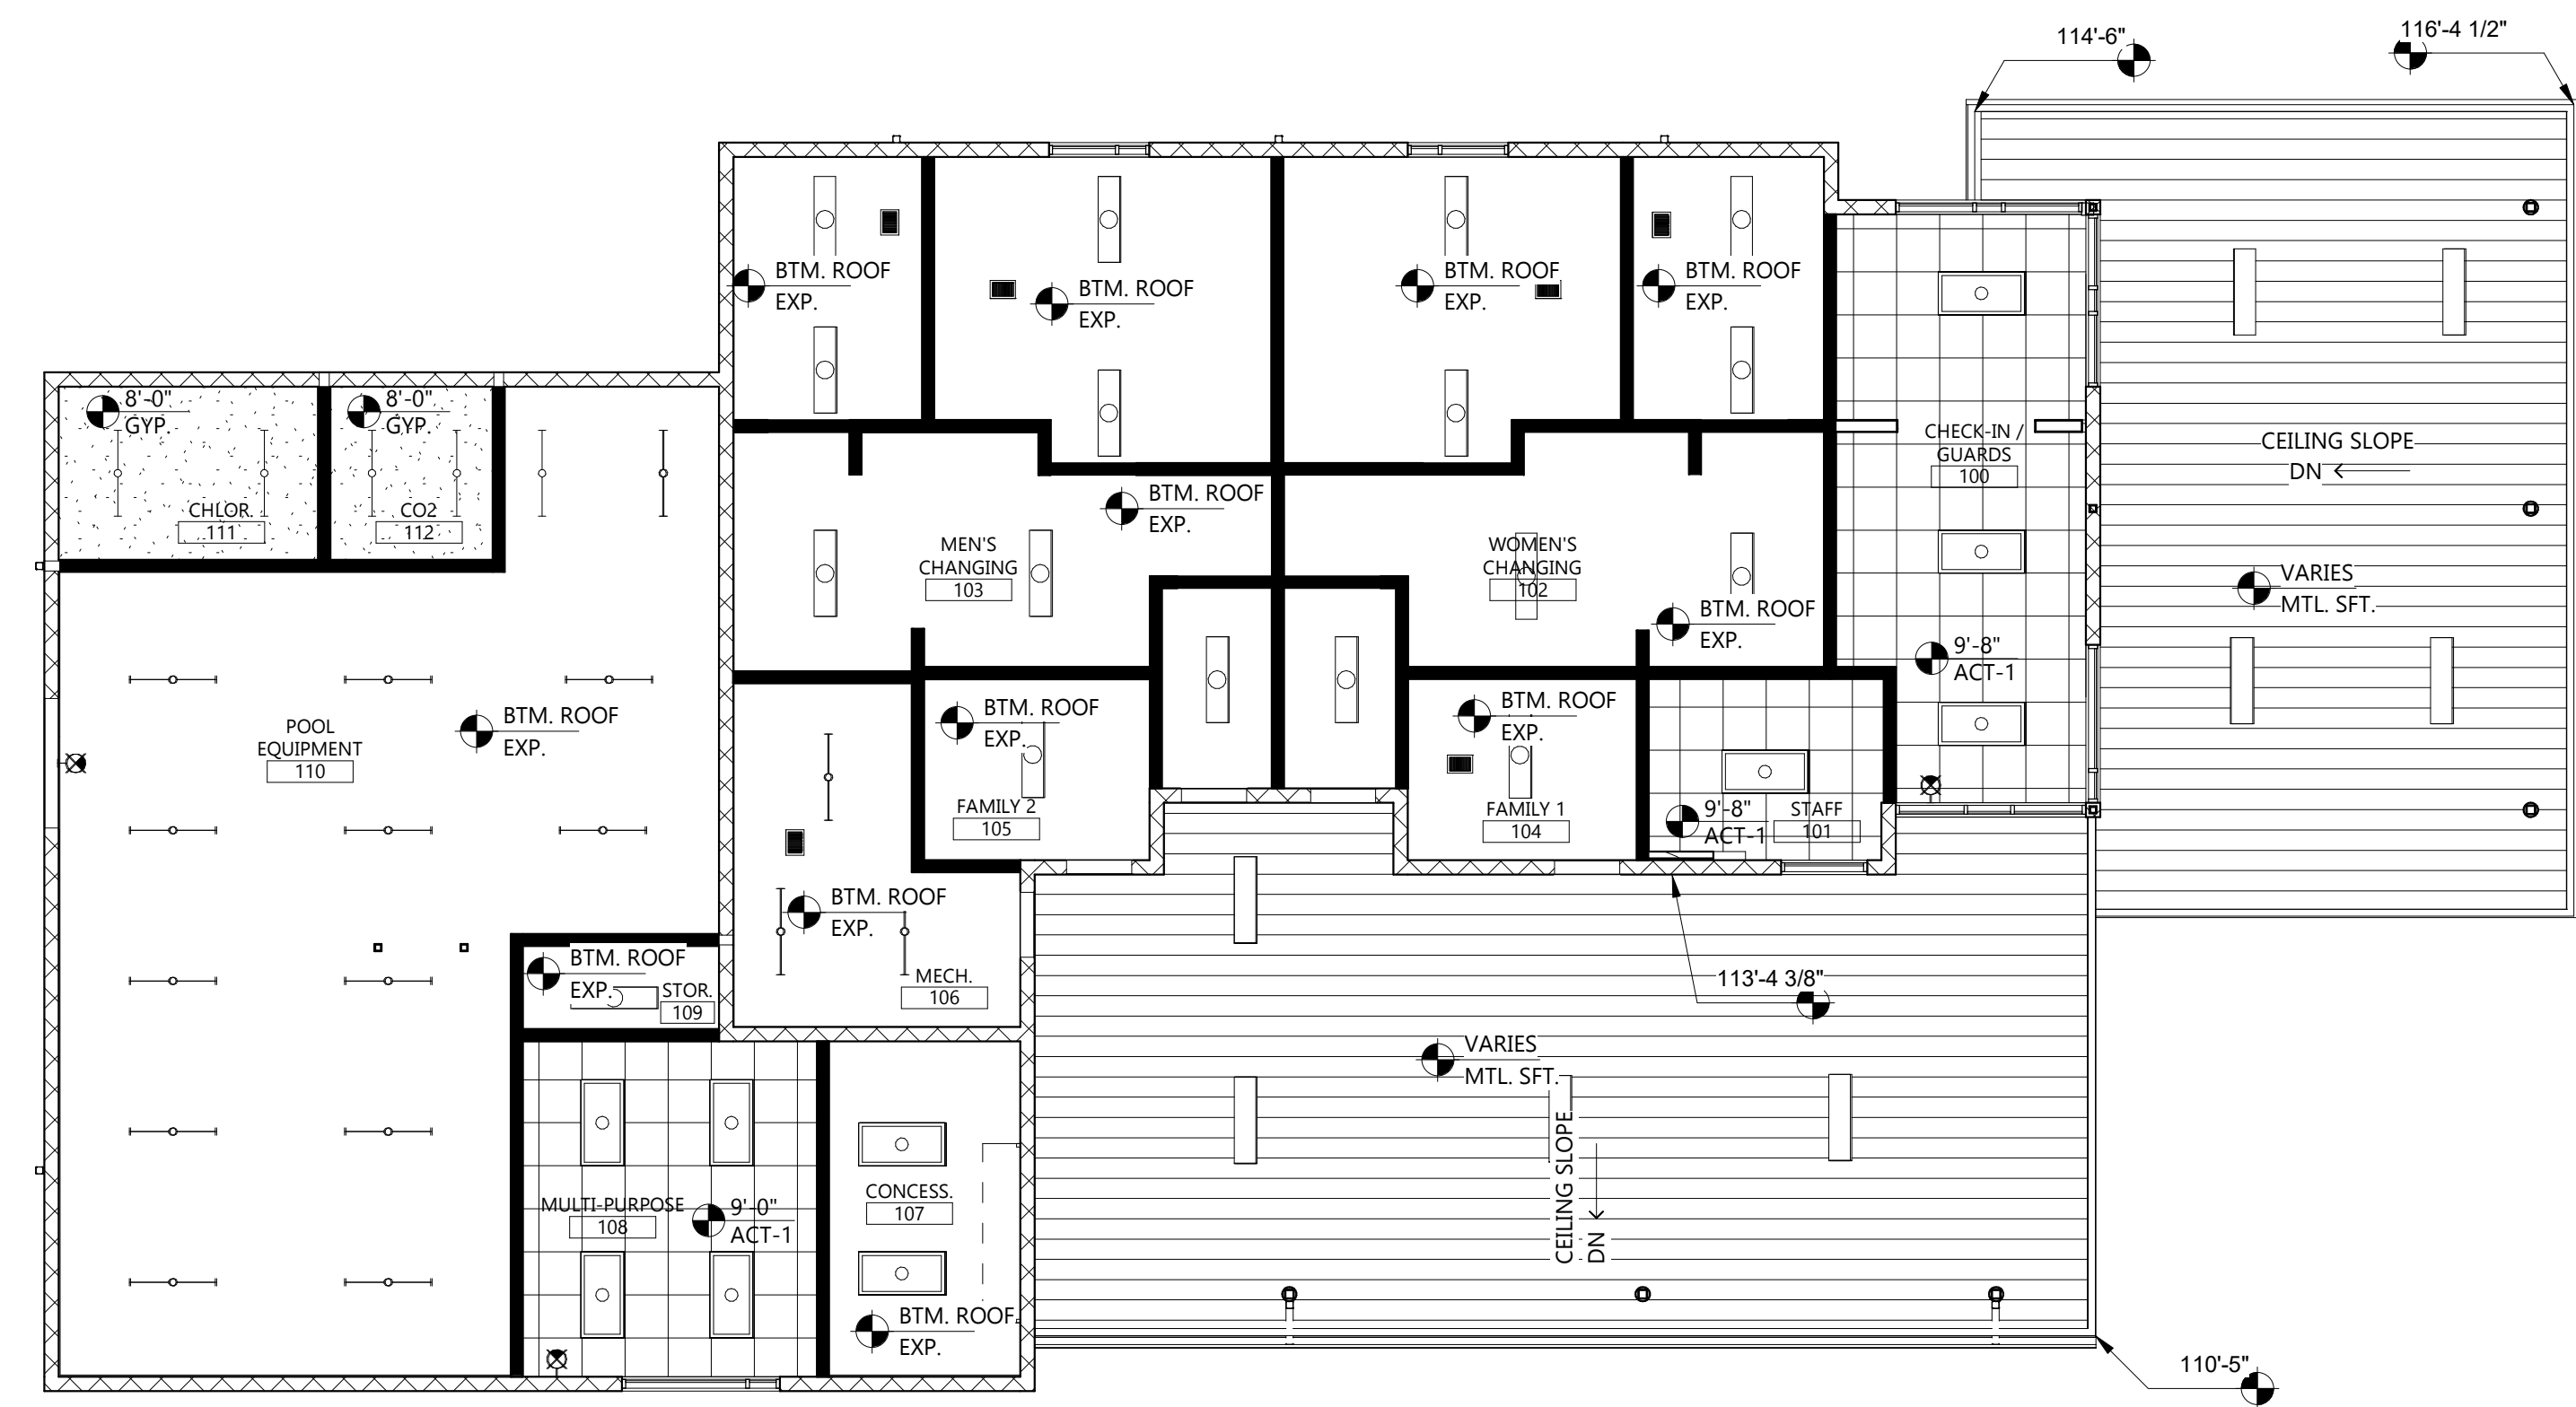 114'-6"
116'-4 1/2"
BTM. ROOF
EXP.
BTM. ROOF
EXP.
BTM. ROOF
EXP.
BTM. ROOF
EXP.
8'-0"
GYP.
8'-0"
GYP.
CHLOR.
111
CO2
112
CHECK-IN /
GUARDS
100
CEILING SLOPE
DN
BTM. ROOF
EXP.
MEN'S
CHANGING
103
WOMEN'S
CHANGING
102
BTM. ROOF
EXP.
VARIES
MTL. SFT.
9'-8"
ACT-1
POOL
EQUIPMENT
110
BTM. ROOF
EXP.
BTM. ROOF
EXP.
FAMILY 2
105
BTM. ROOF
EXP.
FAMILY 1
104
9'-8"
ACT-1
STAFF
101
BTM. ROOF
EXP.
MECH.
106
BTM. ROOF
EXP.
STOR.
109
113'-4 3/8"
VARIES
MTL. SFT.
CEILING SLOPE
DN
MULTI-PURPOSE
108
9'-0"
ACT-1
CONCESS.
107
BTM. ROOF
EXP.
110'-5"